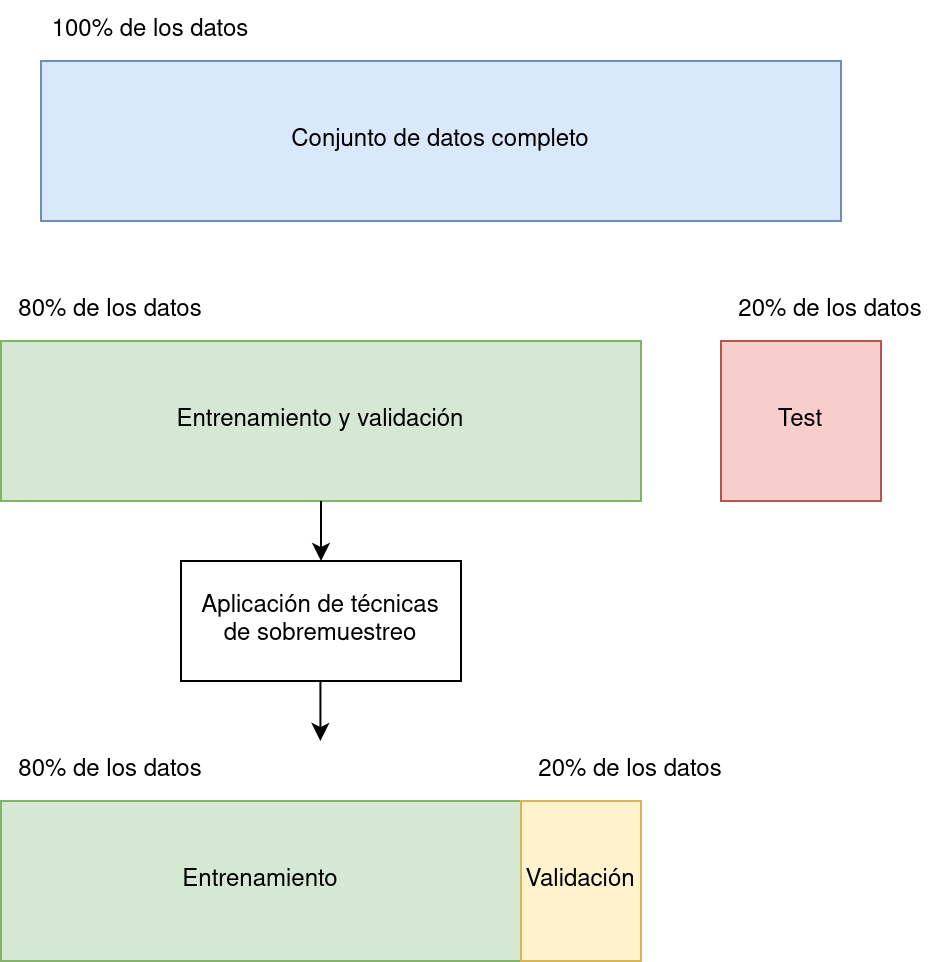 100% de los datos
Conjunto de datos completo
80% de los datos
20% de los datos
Entrenamiento y validación
Test
Aplicación de técnicas
de sobremuestreo
80% de los datos
20% de los datos
Entrenamiento
Validación